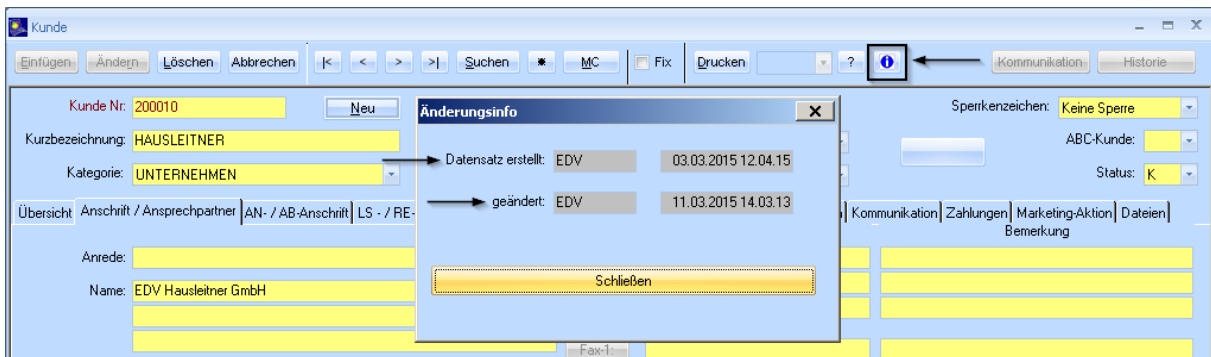 Kunde
Einfügen Ändern Löschen Abbrechen |< < > >| Suchen * MC Fix Drucken ? Kommunikation Historie
Kunde Nr: 200010 Neu Änderungsinfo Sperrkennzeichen: Keine Sperre
Kurzbezeichnung: HAUSLEITNER ABC-Kunde:
Datensatz erstellt: EDV 03.03.2015 12.04.15
Kategorie: UNTERNEHMEN Status: K
geändert: EDV 11.03.2015 14.03.13
Übersicht Anschrift / Ansprechpartner AN- / AB-Anschrift LS - / RE- Kommunikation Zahlungen Marketing-Aktion Dateien
Bemerkung
Anrede:
Schließen
Name: EDV Hausleitner GmbH
Fax-1: